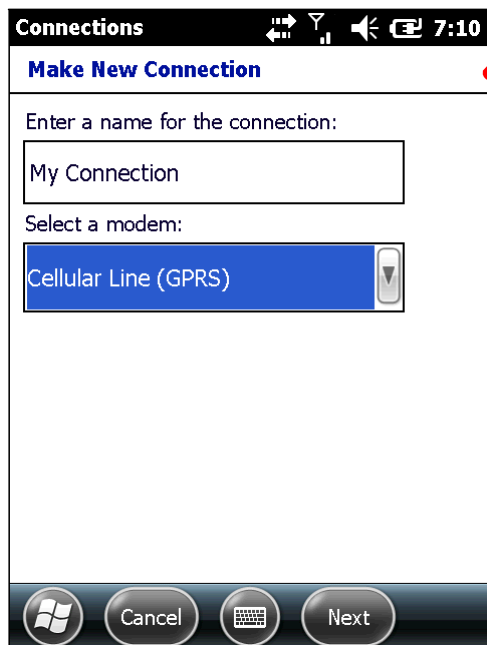 Connections 7:10
Make New Connection
Enter a name for the connection:
My Connection
Select a modem:
Cellular Line (GPRS)
Cancel Next